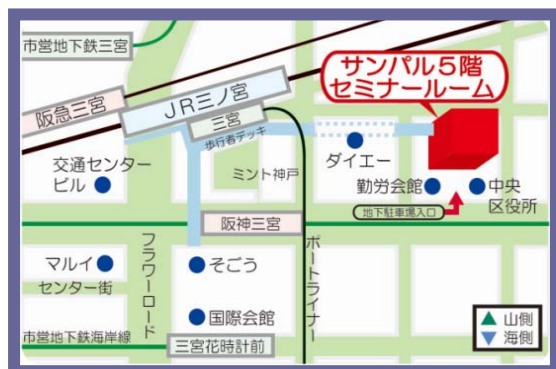 市営地下鉄三宮
サンパル5階
セミナールーム
阪急三宮
JR三ノ宮
三宮
歩行者デッキ
交通センター
ビル
ミント神戸
ダイエー
勤労会館
中央
区役所
地下駐車場入口
阪神三宮
マルイ
センター街
フラワーロード
そごう
ポートライナー
国際会館
市営地下鉄海岸線
三宮花時計前
▲山側
▼海側